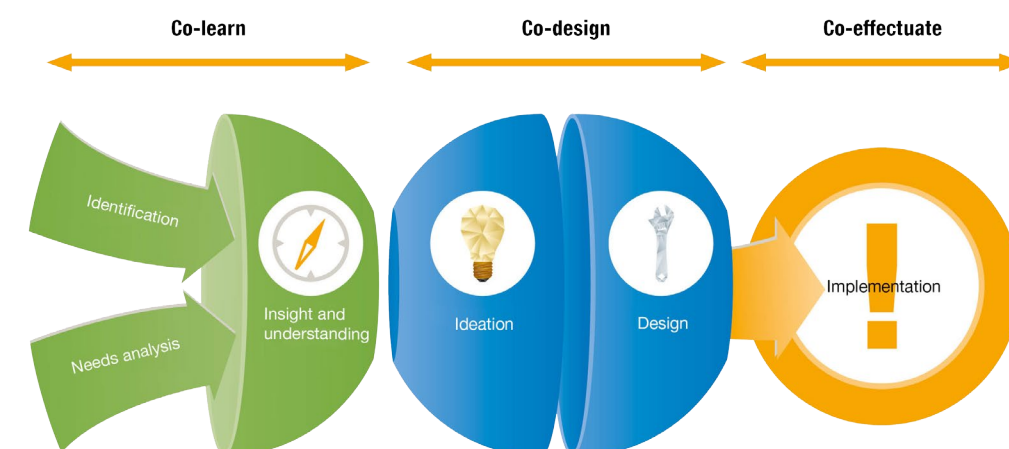 Co-learn
Co-design
Co-effectuate
Identification
Needs analysis
Insight and
understanding
Ideation
Design
Implementation
!